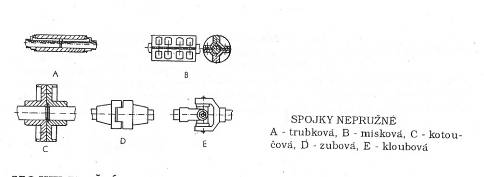 A
B
C
D
E
SPOJKY NEPRUŽNÉ
A - trubková, B - misková, C - kotou-
čová, D - zubová, E - kloubová